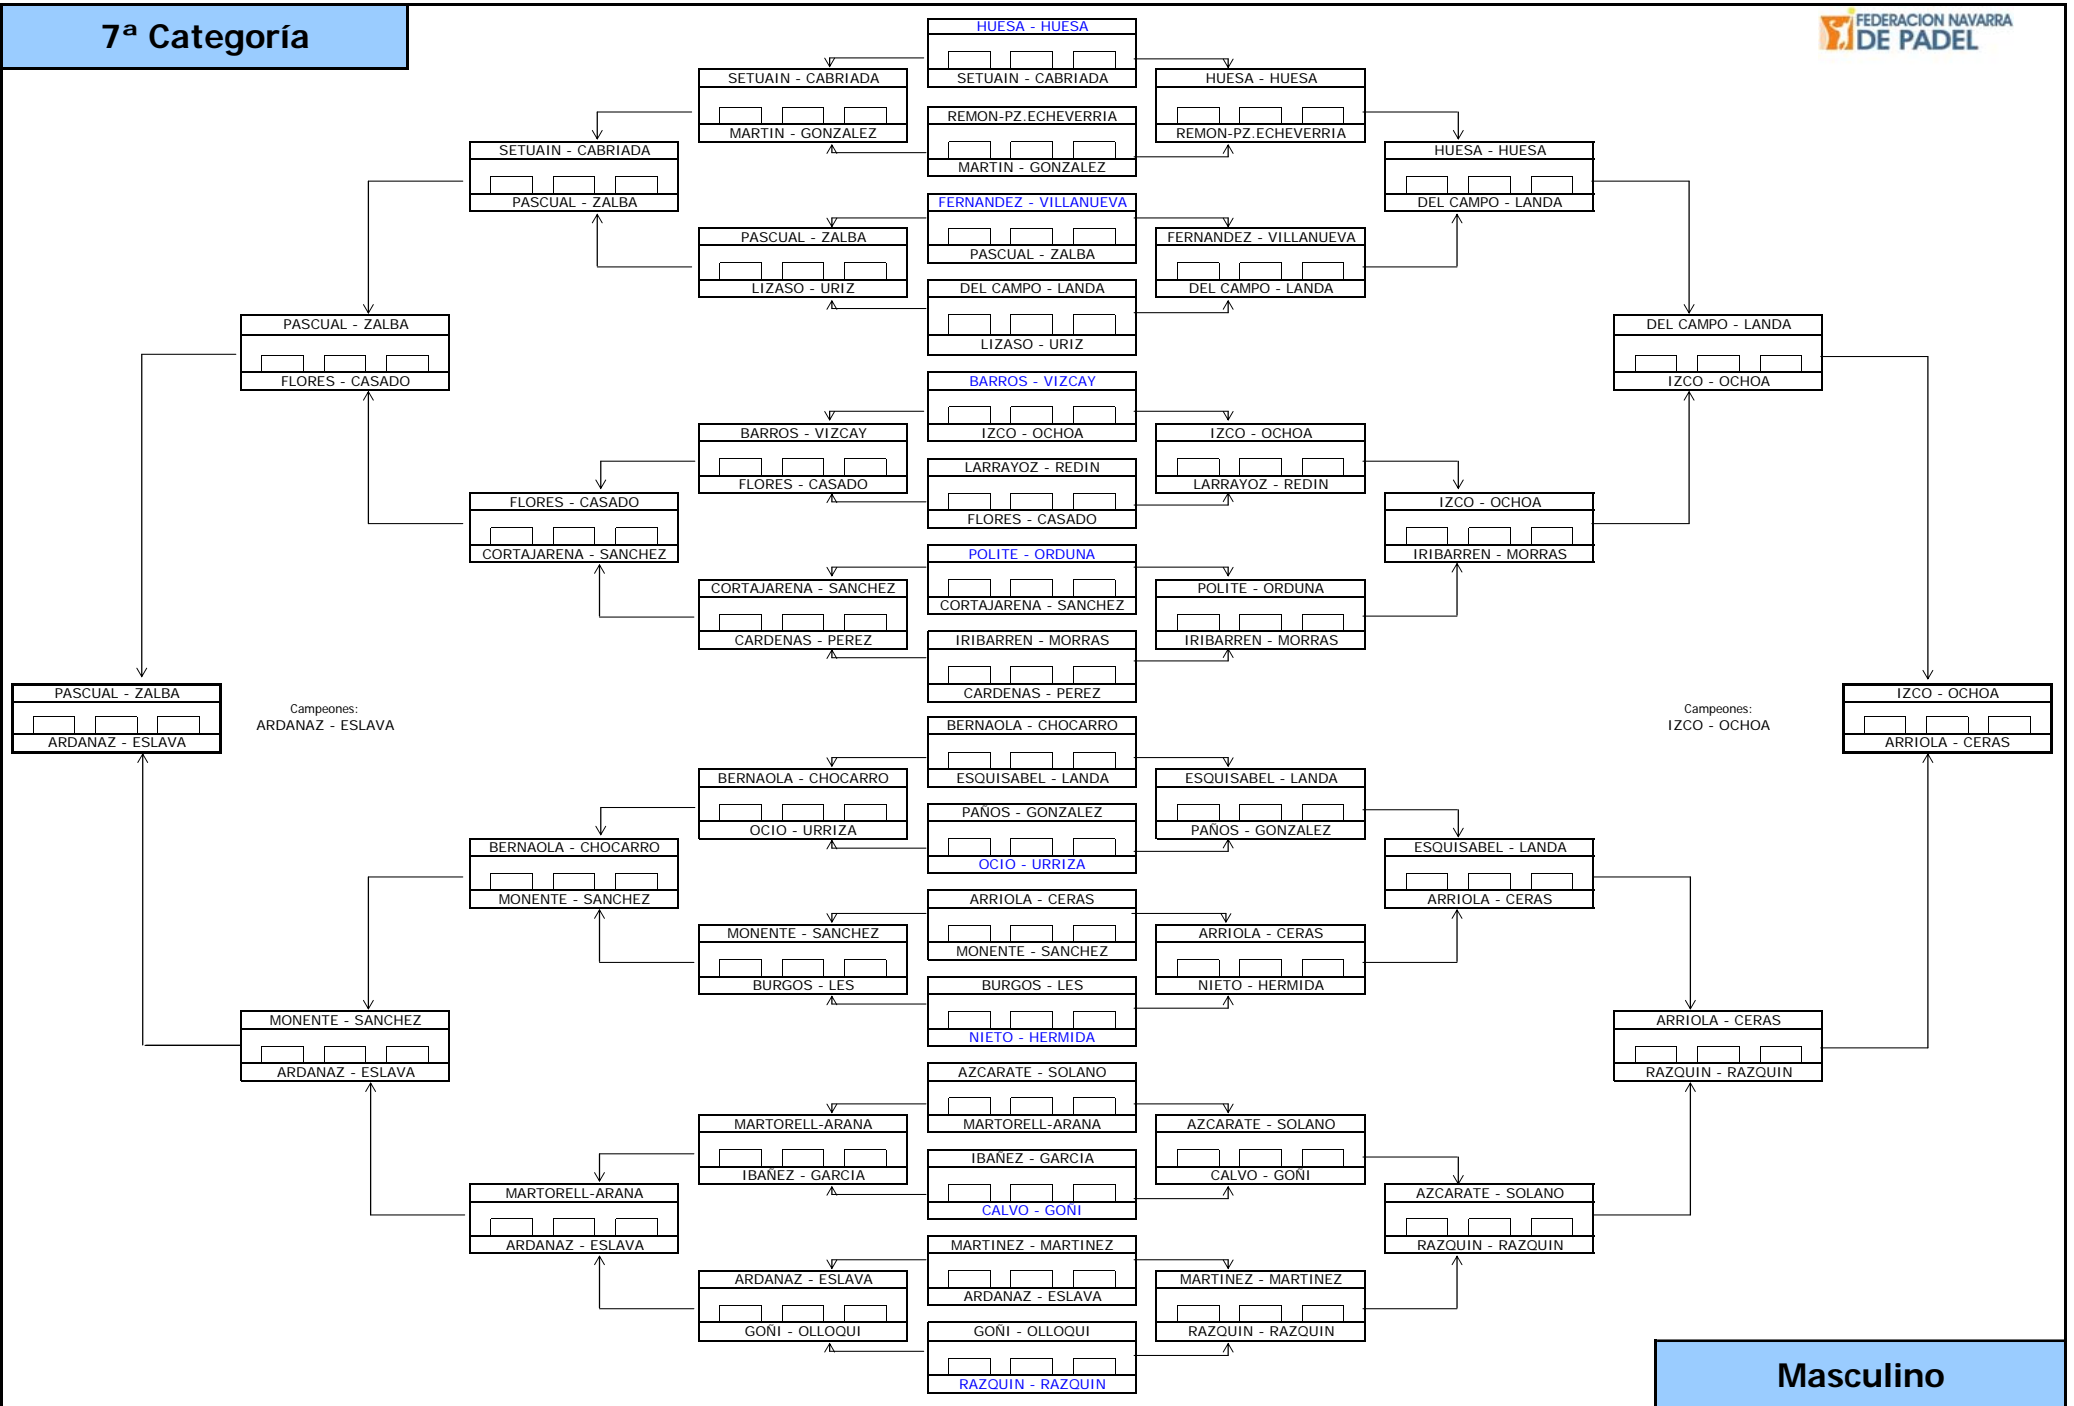 7ª Categoría
FEDERACION NAVARRA
DE PADEL
HUESA - HUESA
SETUAIN - CABRIADA
REMON-PZ.ECHEVERRIA
MARTIN - GONZALEZ
FERNANDEZ - VILLANUEVA
PASCUAL - ZALBA
DEL CAMPO - LANDA
LIZASO - URIZ
BARROS - VIZCAY
IZCO - OCHOA
LARRAYOZ - REDIN
FLORES - CASADO
POLITE - ORDUNA
CORTAJARENA - SANCHEZ
IRIBARREN - MORRAS
CARDENAS - PEREZ
BERNAOLA - CHOCARRO
ESQUISABEL - LANDA
PAÑOS - GONZALEZ
OCIO - URRIZA
ARRIOLA - CERAS
MONENTE - SANCHEZ
BURGOS - LES
NIETO - HERMIDA
AZCARATE - SOLANO
MARTORELL-ARANA
IBAÑEZ - GARCIA
CALVO - GOÑI
MARTINEZ - MARTINEZ
ARDANAZ - ESLAVA
GOÑI - OLLOQUI
RAZQUIN - RAZQUIN
SETUAIN - CABRIADA
MARTIN - GONZALEZ
PASCUAL - ZALBA
LIZASO - URIZ
BARROS - VIZCAY
FLORES - CASADO
CORTAJARENA - SANCHEZ
CARDENAS - PEREZ
BERNAOLA - CHOCARRO
OCIO - URRIZA
MONENTE - SANCHEZ
BURGOS - LES
MARTORELL-ARANA
IBAÑEZ - GARCIA
ARDANAZ - ESLAVA
GOÑI - OLLOQUI
SETUAIN - CABRIADA
PASCUAL - ZALBA
FLORES - CASADO
CORTAJARENA - SANCHEZ
BERNAOLA - CHOCARRO
MONENTE - SANCHEZ
MARTORELL-ARANA
ARDANAZ - ESLAVA
PASCUAL - ZALBA
FLORES - CASADO
MONENTE - SANCHEZ
ARDANAZ - ESLAVA
PASCUAL - ZALBA
ARDANAZ - ESLAVA
Campeones:
ARDANAZ - ESLAVA
HUESA - HUESA
REMON-PZ.ECHEVERRIA
FERNANDEZ - VILLANUEVA
DEL CAMPO - LANDA
IZCO - OCHOA
LARRAYOZ - REDIN
POLITE - ORDUNA
IRIBARREN - MORRAS
ESQUISABEL - LANDA
PAÑOS - GONZALEZ
ARRIOLA - CERAS
NIETO - HERMIDA
AZCARATE - SOLANO
CALVO - GOÑI
MARTINEZ - MARTINEZ
RAZQUIN - RAZQUIN
HUESA - HUESA
DEL CAMPO - LANDA
IZCO - OCHOA
IRIBARREN - MORRAS
ESQUISABEL - LANDA
ARRIOLA - CERAS
AZCARATE - SOLANO
RAZQUIN - RAZQUIN
DEL CAMPO - LANDA
IZCO - OCHOA
ARRIOLA - CERAS
RAZQUIN - RAZQUIN
Campeones:
IZCO - OCHOA
IZCO - OCHOA
ARRIOLA - CERAS
Masculino